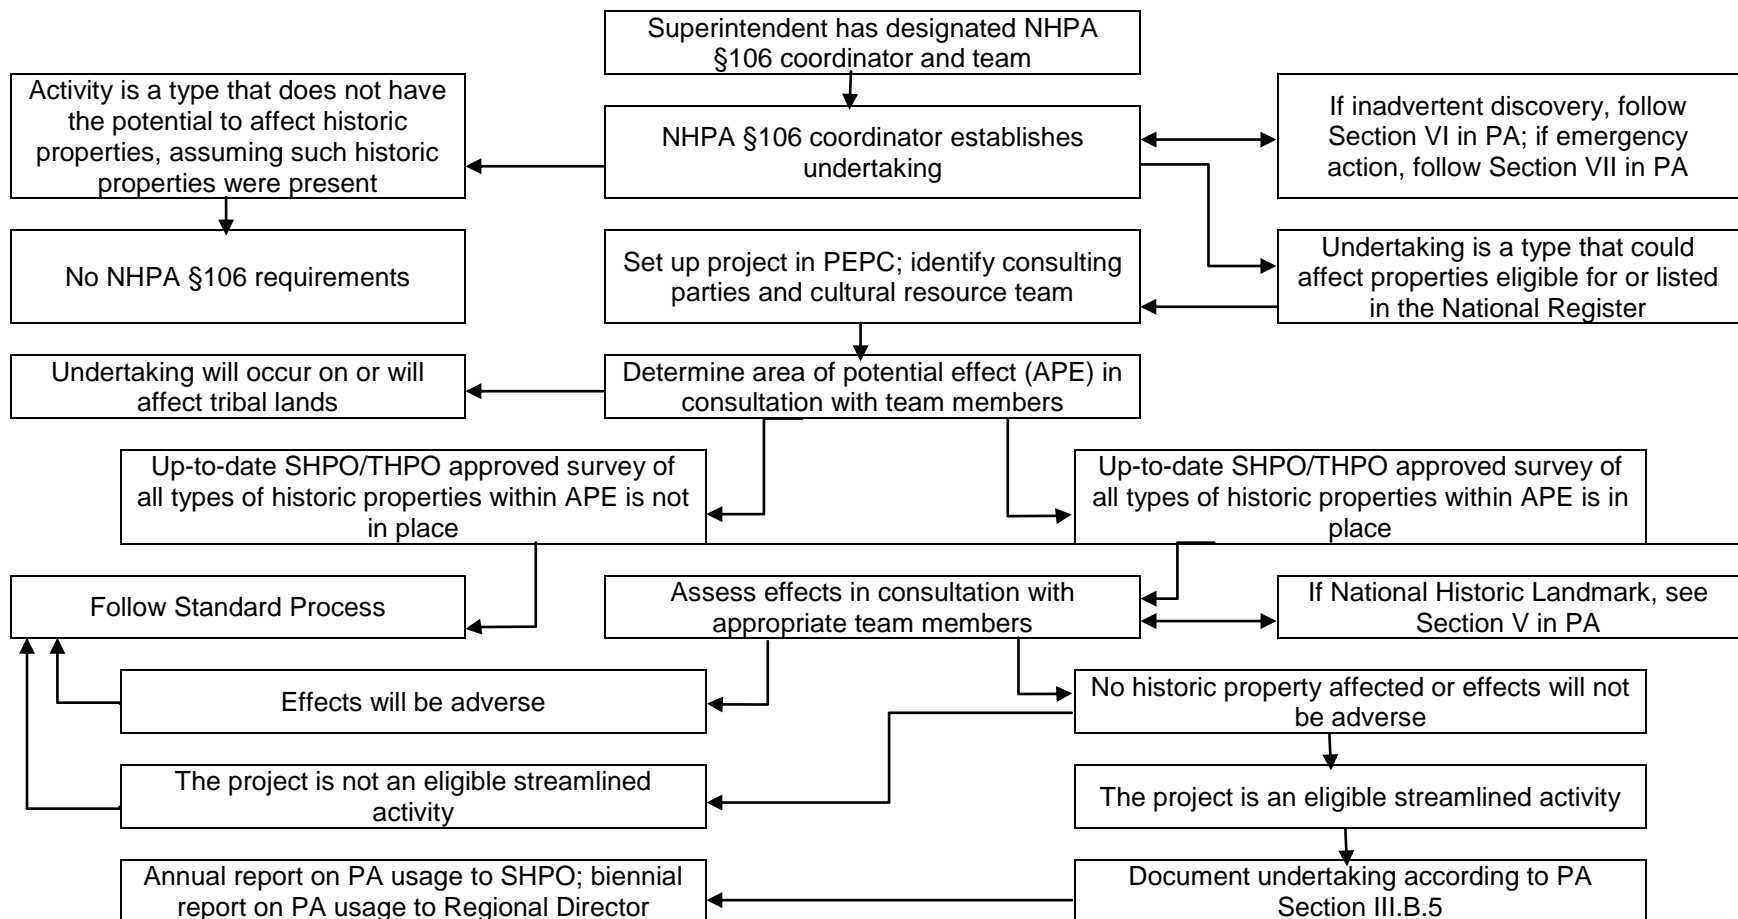 Superintendent has designated NHPA
§106 coordinator and team
Activity is a type that does not have
the potential to affect historic
properties, assuming such historic
properties were present
NHPA §106 coordinator establishes
undertaking
If inadvertent discovery, follow
Section VI in PA; if emergency
action, follow Section VII in PA
No NHPA §106 requirements
Set up project in PEPC; identify consulting
parties and cultural resource team
Undertaking is a type that could
affect properties eligible for or listed
in the National Register
Undertaking will occur on or will
affect tribal lands
Determine area of potential effect (APE) in
consultation with team members
Up-to-date SHPO/THPO approved survey of
all types of historic properties within APE is not
in place
Up-to-date SHPO/THPO approved survey of
all types of historic properties within APE is in
place
Follow Standard Process
Assess effects in consultation with
appropriate team members
If National Historic Landmark, see
Section V in PA
Effects will be adverse
No historic property affected or effects will not
be adverse
The project is not an eligible streamlined
activity
The project is an eligible streamlined activity
Annual report on PA usage to SHPO; biennial
report on PA usage to Regional Director
Document undertaking according to PA
Section III.B.5